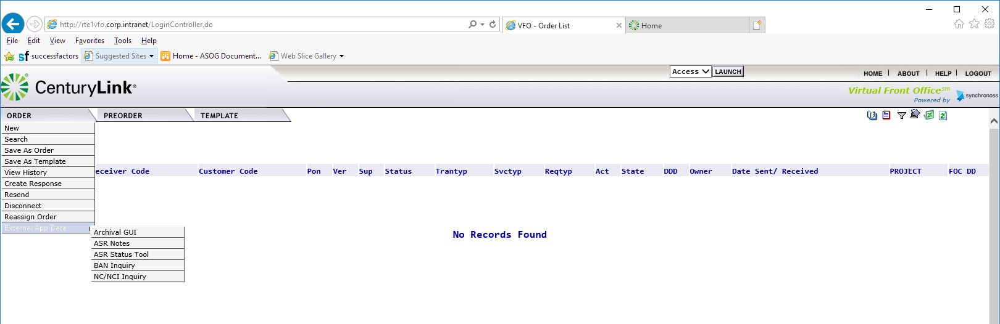 http://rte1vfo.corp.intranet/LoginController.do
VFO - Order List
Home
File Edit View Favorites Tools Help
sf successfactors
Suggested Sites
Home - ASOG Document...
Web Slice Gallery
Access
LAUNCH
HOME | ABOUT | HELP | LOGOUT
CenturyLink®
Virtual Front Office℠
Powered by synchronoss
ORDER PREORDER TEMPLATE
New
Search
Save As Order
Save As Template
View History
eceiver Code Customer Code Pon Ver Sup Status Trantyp Svctyp Reqtyp Act State DDD Owner Date Sent/ Received PROJECT FOC DD
Create Response
Resend
Disconnect
Reassign Order
External App Data
Archival GUI
ASR Notes
ASR Status Tool
BAN Inquiry
NC/NCI Inquiry
No Records Found